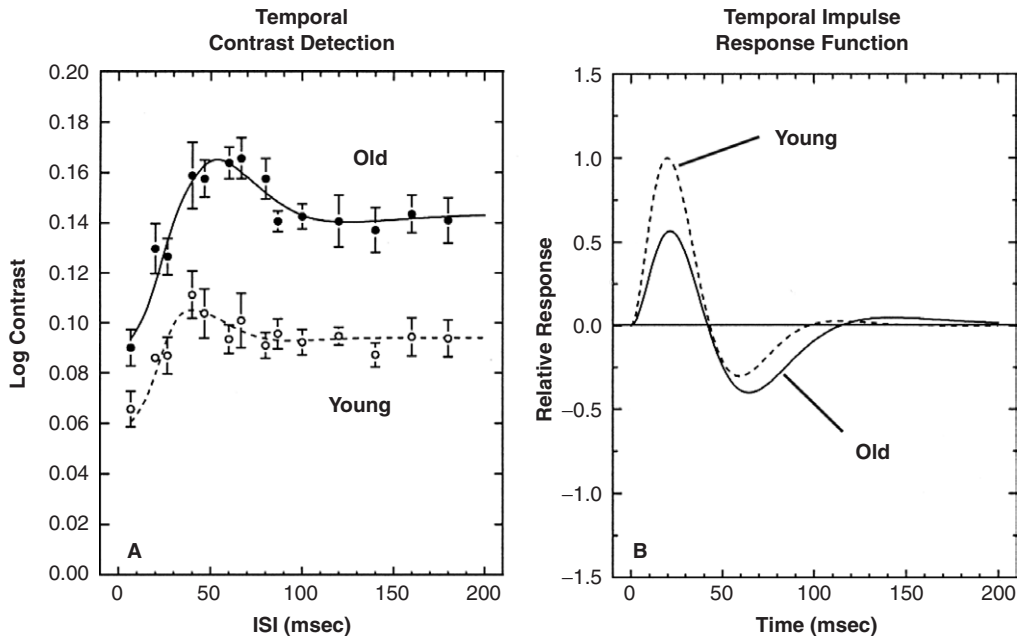 Temporal
Contrast Detection
0.20
0.18
0.16
0.14
0.12
0.10
0.08
0.06
0.04
0.02
0.00
Log Contrast
Old
Young
A
0
50
100
150
200
ISI (msec)
Temporal Impulse
Response Function
1.5
1.0
0.5
0.0
−0.5
−1.0
−1.5
Relative Response
Young
Old
B
0
50
100
150
200
Time (msec)